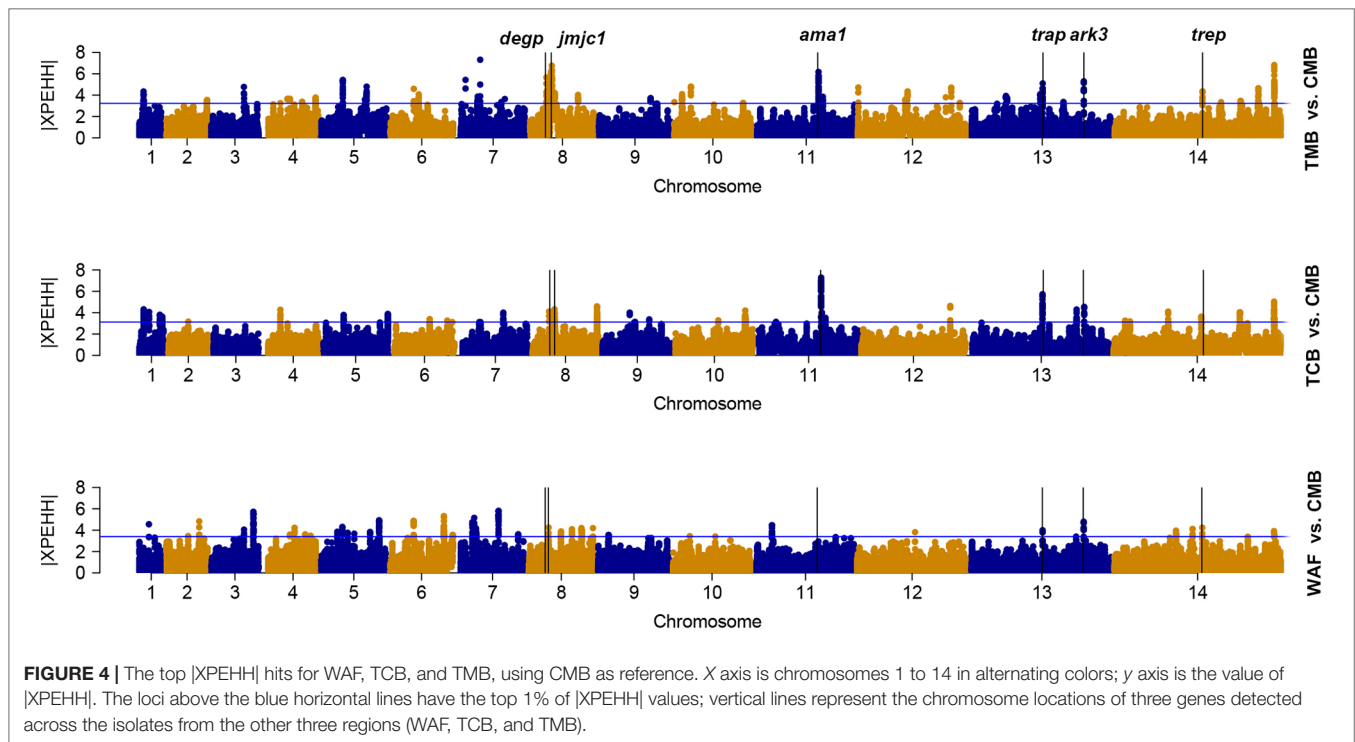 degp jmjc1 ama1 trap ark3 trep
|XPEHH|
8
6
4
2
0
1 2 3 4 5 6 7 8 9 10 11 12 13 14
Chromosome
TMB vs. CMB
|XPEHH|
8
6
4
2
0
1 2 3 4 5 6 7 8 9 10 11 12 13 14
Chromosome
TCB vs. CMB
|XPEHH|
8
6
4
2
0
1 2 3 4 5 6 7 8 9 10 11 12 13 14
Chromosome
WAF vs. CMB
FIGURE 4 | The top |XPEHH| hits for WAF, TCB, and TMB, using CMB as reference. X axis is chromosomes 1 to 14 in alternating colors; y axis is the value of
|XPEHH|. The loci above the blue horizontal lines have the top 1% of |XPEHH| values; vertical lines represent the chromosome locations of three genes detected
across the isolates from the other three regions (WAF, TCB, and TMB).